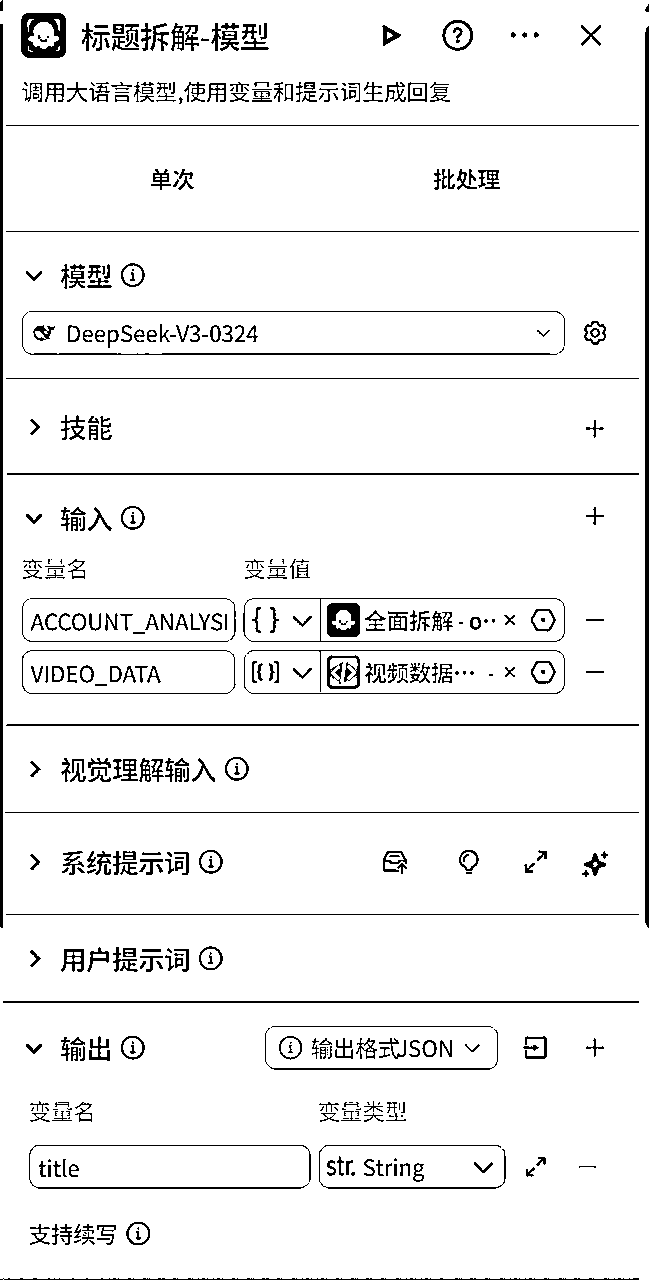 标题拆解-模型
调用大语言模型,使用变量和提示词生成回复
单次 批处理
模型
DeepSeek-V3-0324
技能
输入
变量名 变量值
ACCOUNT_ANALYSI {} 全面拆解 - o··
VIDEO_DATA [{}] 视频数据··· -
视觉理解输入
系统提示词
用户提示词
输出 输出格式JSON
变量名 变量类型
title str. String
支持续写